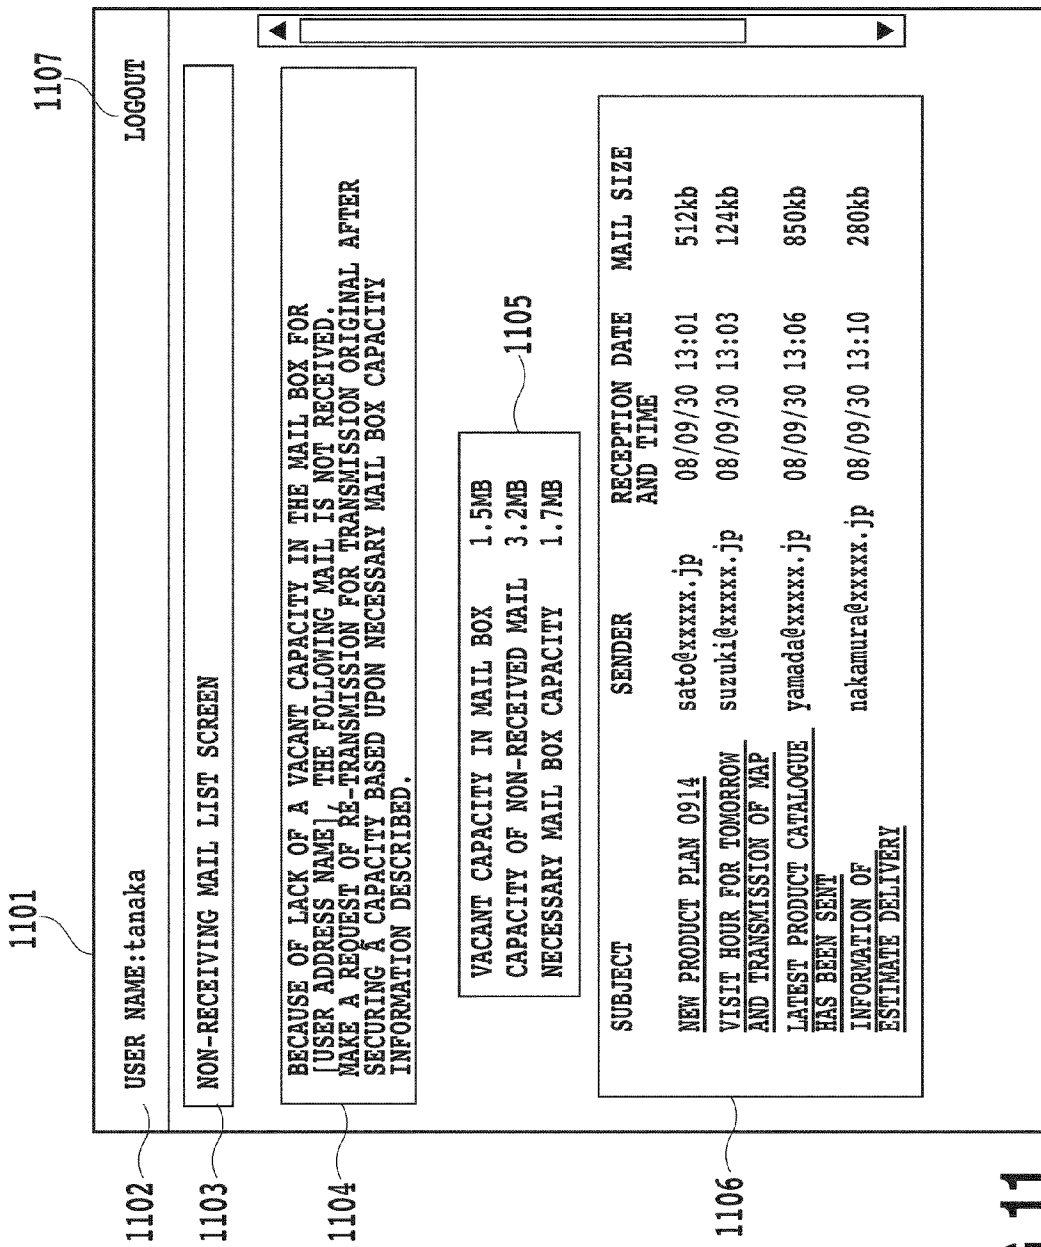 1101
1107
1102
USER NAME:tanaka
LOGOUT
1103
NON-RECEIVING MAIL LIST SCREEN
1104
BECAUSE OF LACK OF A VACANT CAPACITY IN THE MAIL BOX FOR
[USER ADDRESS NAME], THE FOLLOWING MAIL IS NOT RECEIVED.
MAKE A REQUEST OF RE-TRANSMISSION FOR TRANSMISSION ORIGINAL AFTER
SECURING A CAPACITY BASED UPON NECESSARY MAIL BOX CAPACITY
INFORMATION DESCRIBED.
1105
VACANT CAPACITY IN MAIL BOX 1.5MB
CAPACITY OF NON-RECEIVED MAIL 3.2MB
NECESSARY MAIL BOX CAPACITY 1.7MB
1106
SUBJECT SENDER RECEPTION DATE MAIL SIZE
AND TIME
NEW PRODUCT PLAN 0914 sato@xxxxx.jp 08/09/30 13:01 512kb
VISIT HOUR FOR TOMORROW suzuki@xxxxx.jp 08/09/30 13:03 124kb
AND TRANSMISSION OF MAP
LATEST PRODUCT CATALOGUE yamada@xxxxx.jp 08/09/30 13:06 850kb
HAS BEEN SENT
INFORMATION OF nakamura@xxxxx.jp 08/09/30 13:10 280kb
ESTIMATE DELIVERY
11